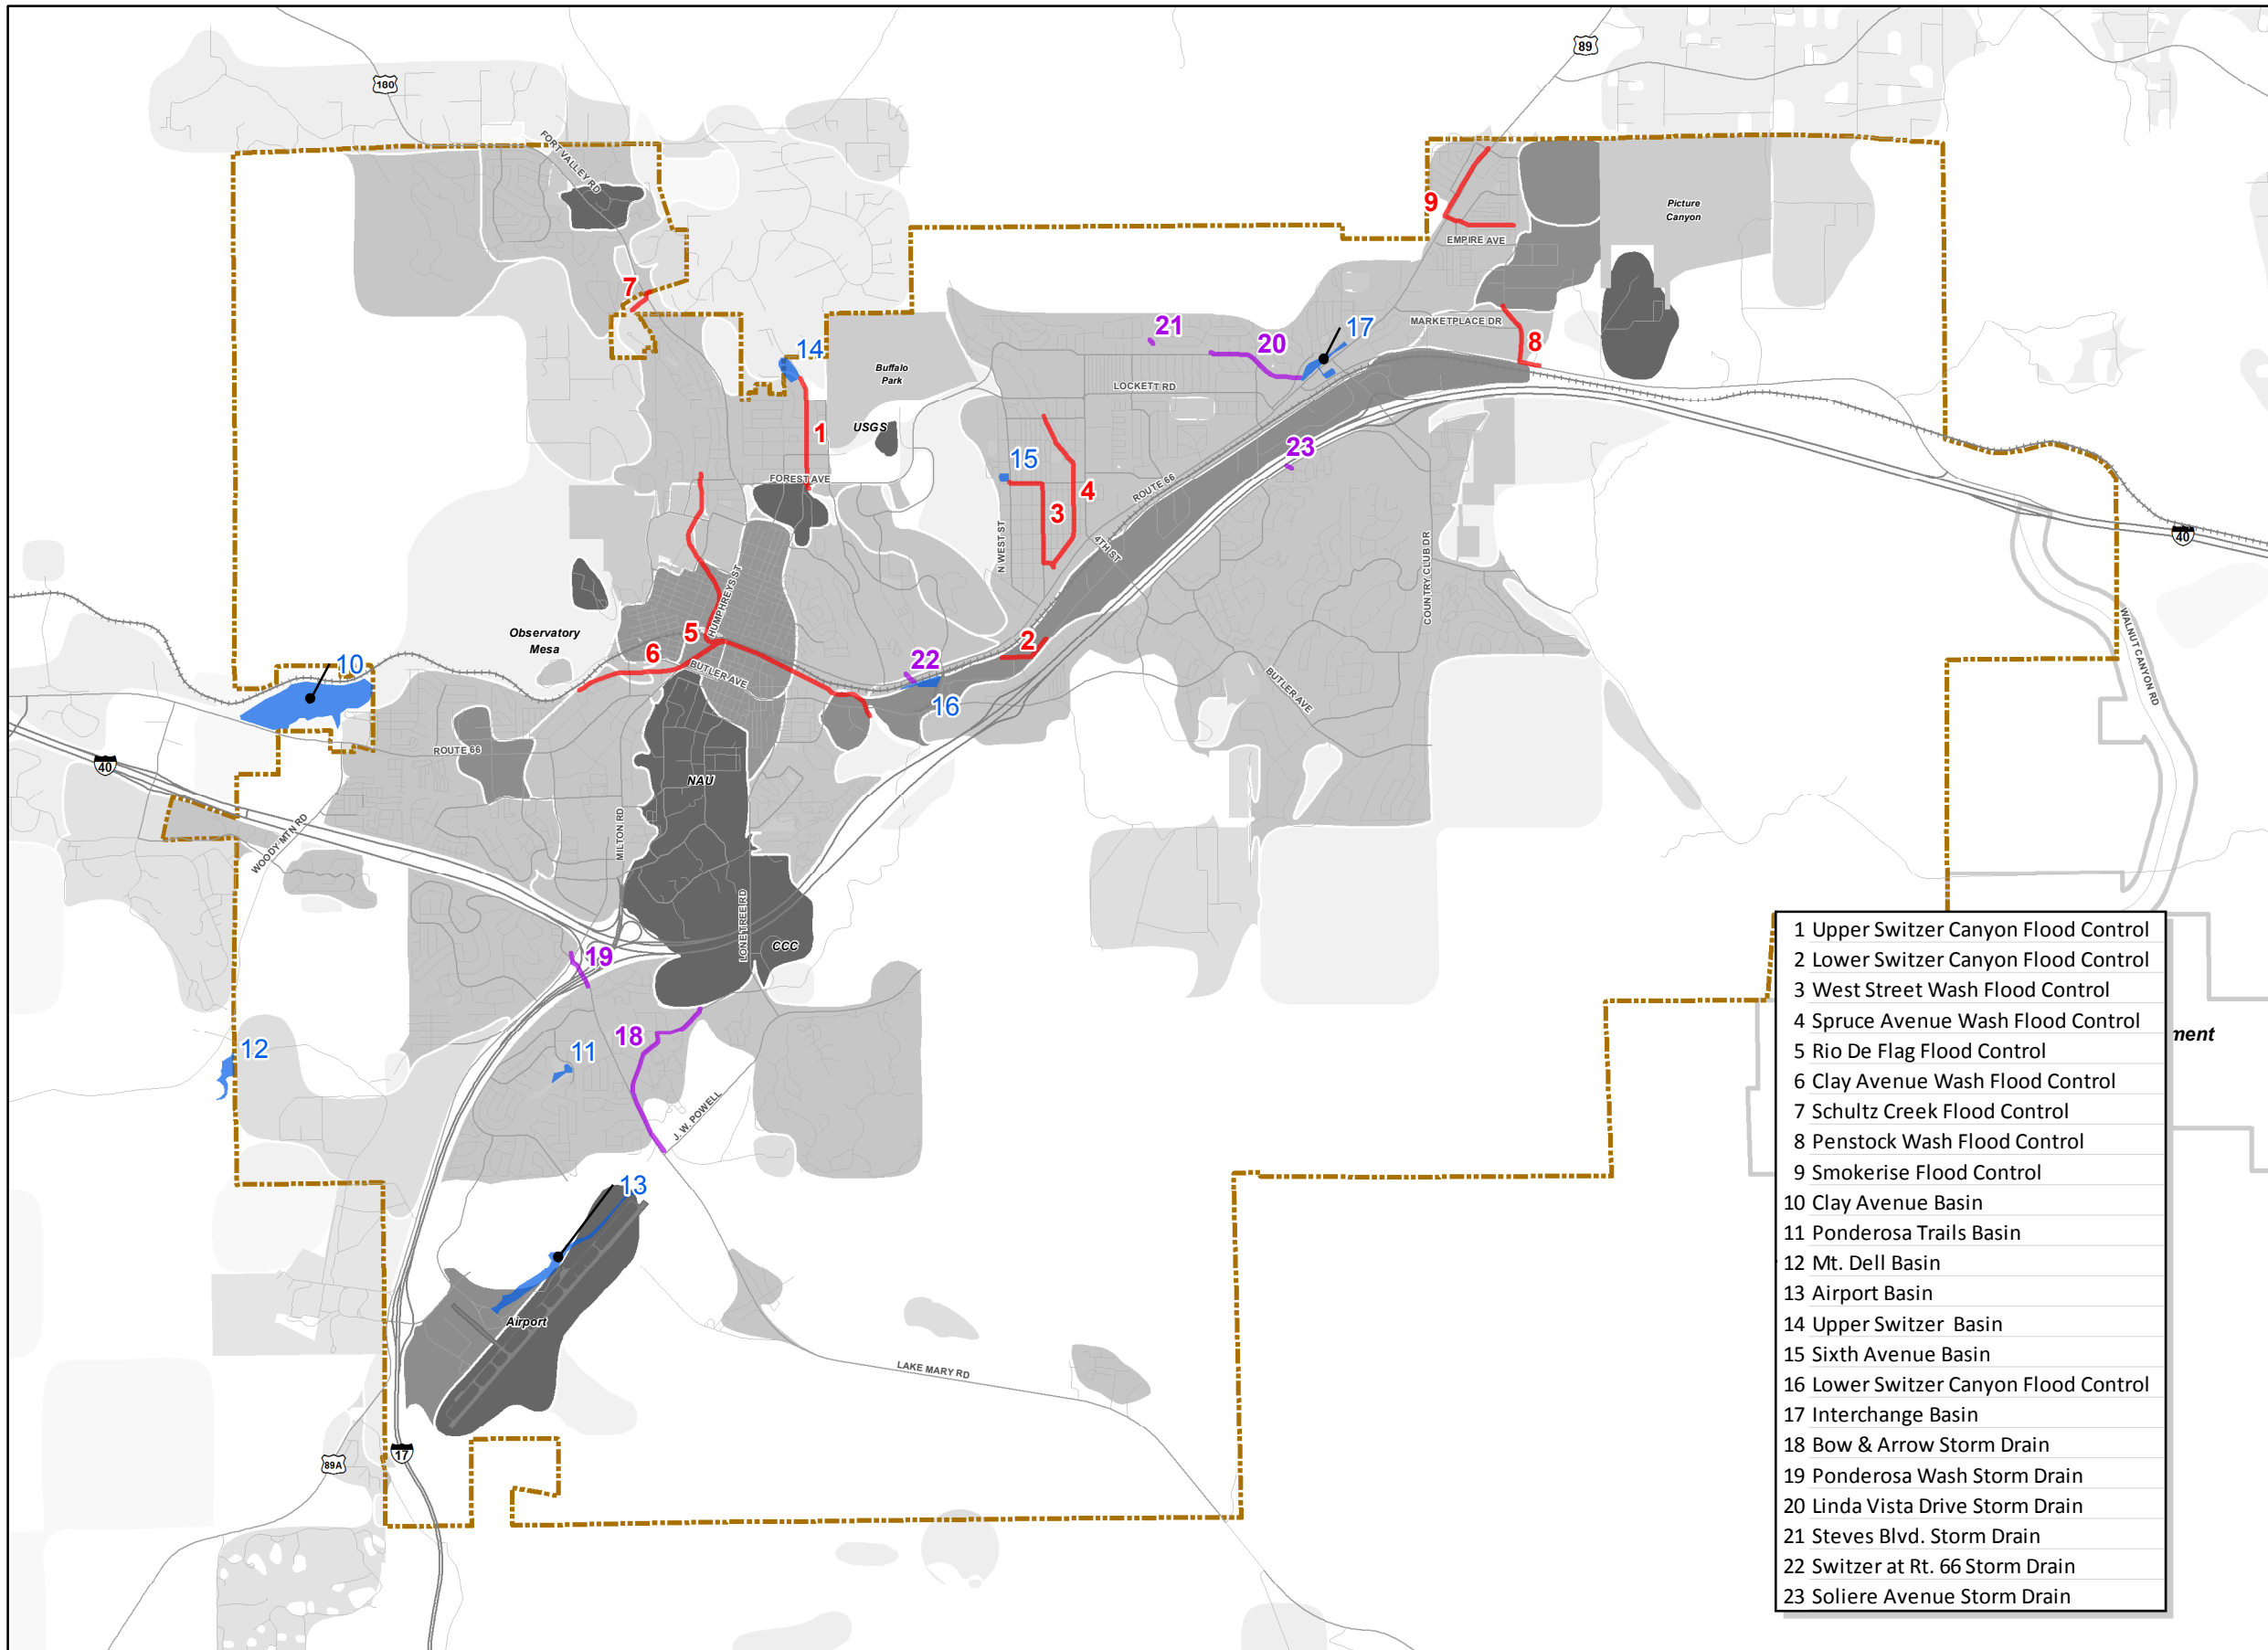 89
180
FORT VALLEY RD
Picture
Canyon
9
EMPIRE AVE
7
MARKETPLACE DR
21
20
17
8
14
Buffalo
Park
LOCKETT RD
1
USGS
23
15
FOREST AVE
4
3
ROUTE 66
N WEST ST
4TH ST
40
COUNTRY CLUB DR
HUMPHREYS ST
Observatory
Mesa
5
6
2
WALNUT CANYON RD
10
BUTLER AVE
22
16
BUTLER AVE
ROUTE 66
40
NAU
MILTON RD
WOODY MTN RD
LONE TREE RD
CCC
19
18
11
12
ment
J. W. POWELL
13
Airport
LAKE MARY RD
89A
17
1 Upper Switzer Canyon Flood Control
2 Lower Switzer Canyon Flood Control
3 West Street Wash Flood Control
4 Spruce Avenue Wash Flood Control
5 Rio De Flag Flood Control
6 Clay Avenue Wash Flood Control
7 Schultz Creek Flood Control
8 Penstock Wash Flood Control
9 Smokerise Flood Control
10 Clay Avenue Basin
11 Ponderosa Trails Basin
12 Mt. Dell Basin
13 Airport Basin
14 Upper Switzer Basin
15 Sixth Avenue Basin
16 Lower Switzer Canyon Flood Control
17 Interchange Basin
18 Bow & Arrow Storm Drain
19 Ponderosa Wash Storm Drain
20 Linda Vista Drive Storm Drain
21 Steves Blvd. Storm Drain
22 Switzer at Rt. 66 Storm Drain
23 Soliere Avenue Storm Drain